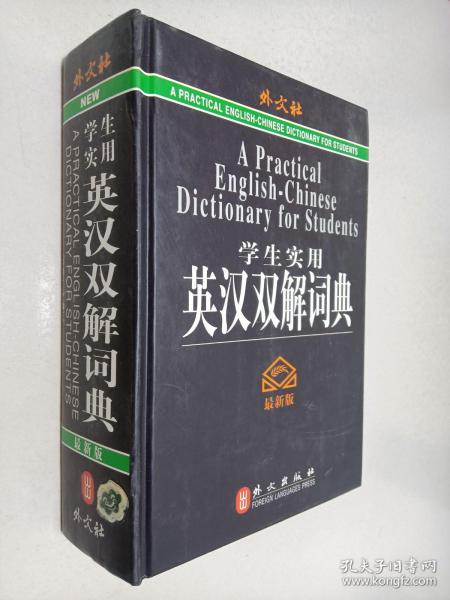 外文社
NEW
学生
实用
英汉双解词典
A PRACTICAL ENGLISH-CHINESE
DICTIONARY FOR STUDENTS
最新版
外文社
外文社
A PRACTICAL ENGLISH-CHINESE DICTIONARY FOR STUDENTS
A Practical
English-Chinese
Dictionary for Students
学生实用
英汉双解词典
最新版
外文出版社
FOREIGN LANGUAGES PRESS
孔夫子旧书网
www.kongfz.com